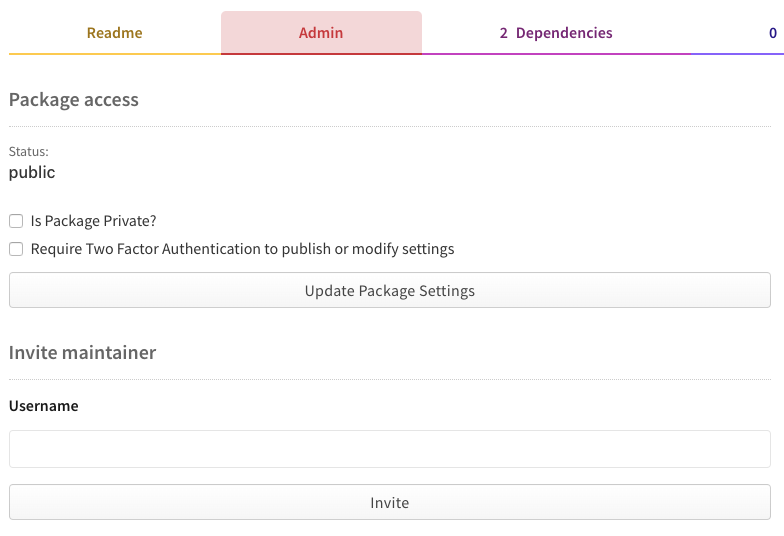 Readme Admin 2 Dependencies 0
Package access
Status:
public
Is Package Private?
Require Two Factor Authentication to publish or modify settings
Update Package Settings
Invite maintainer
Username
Invite